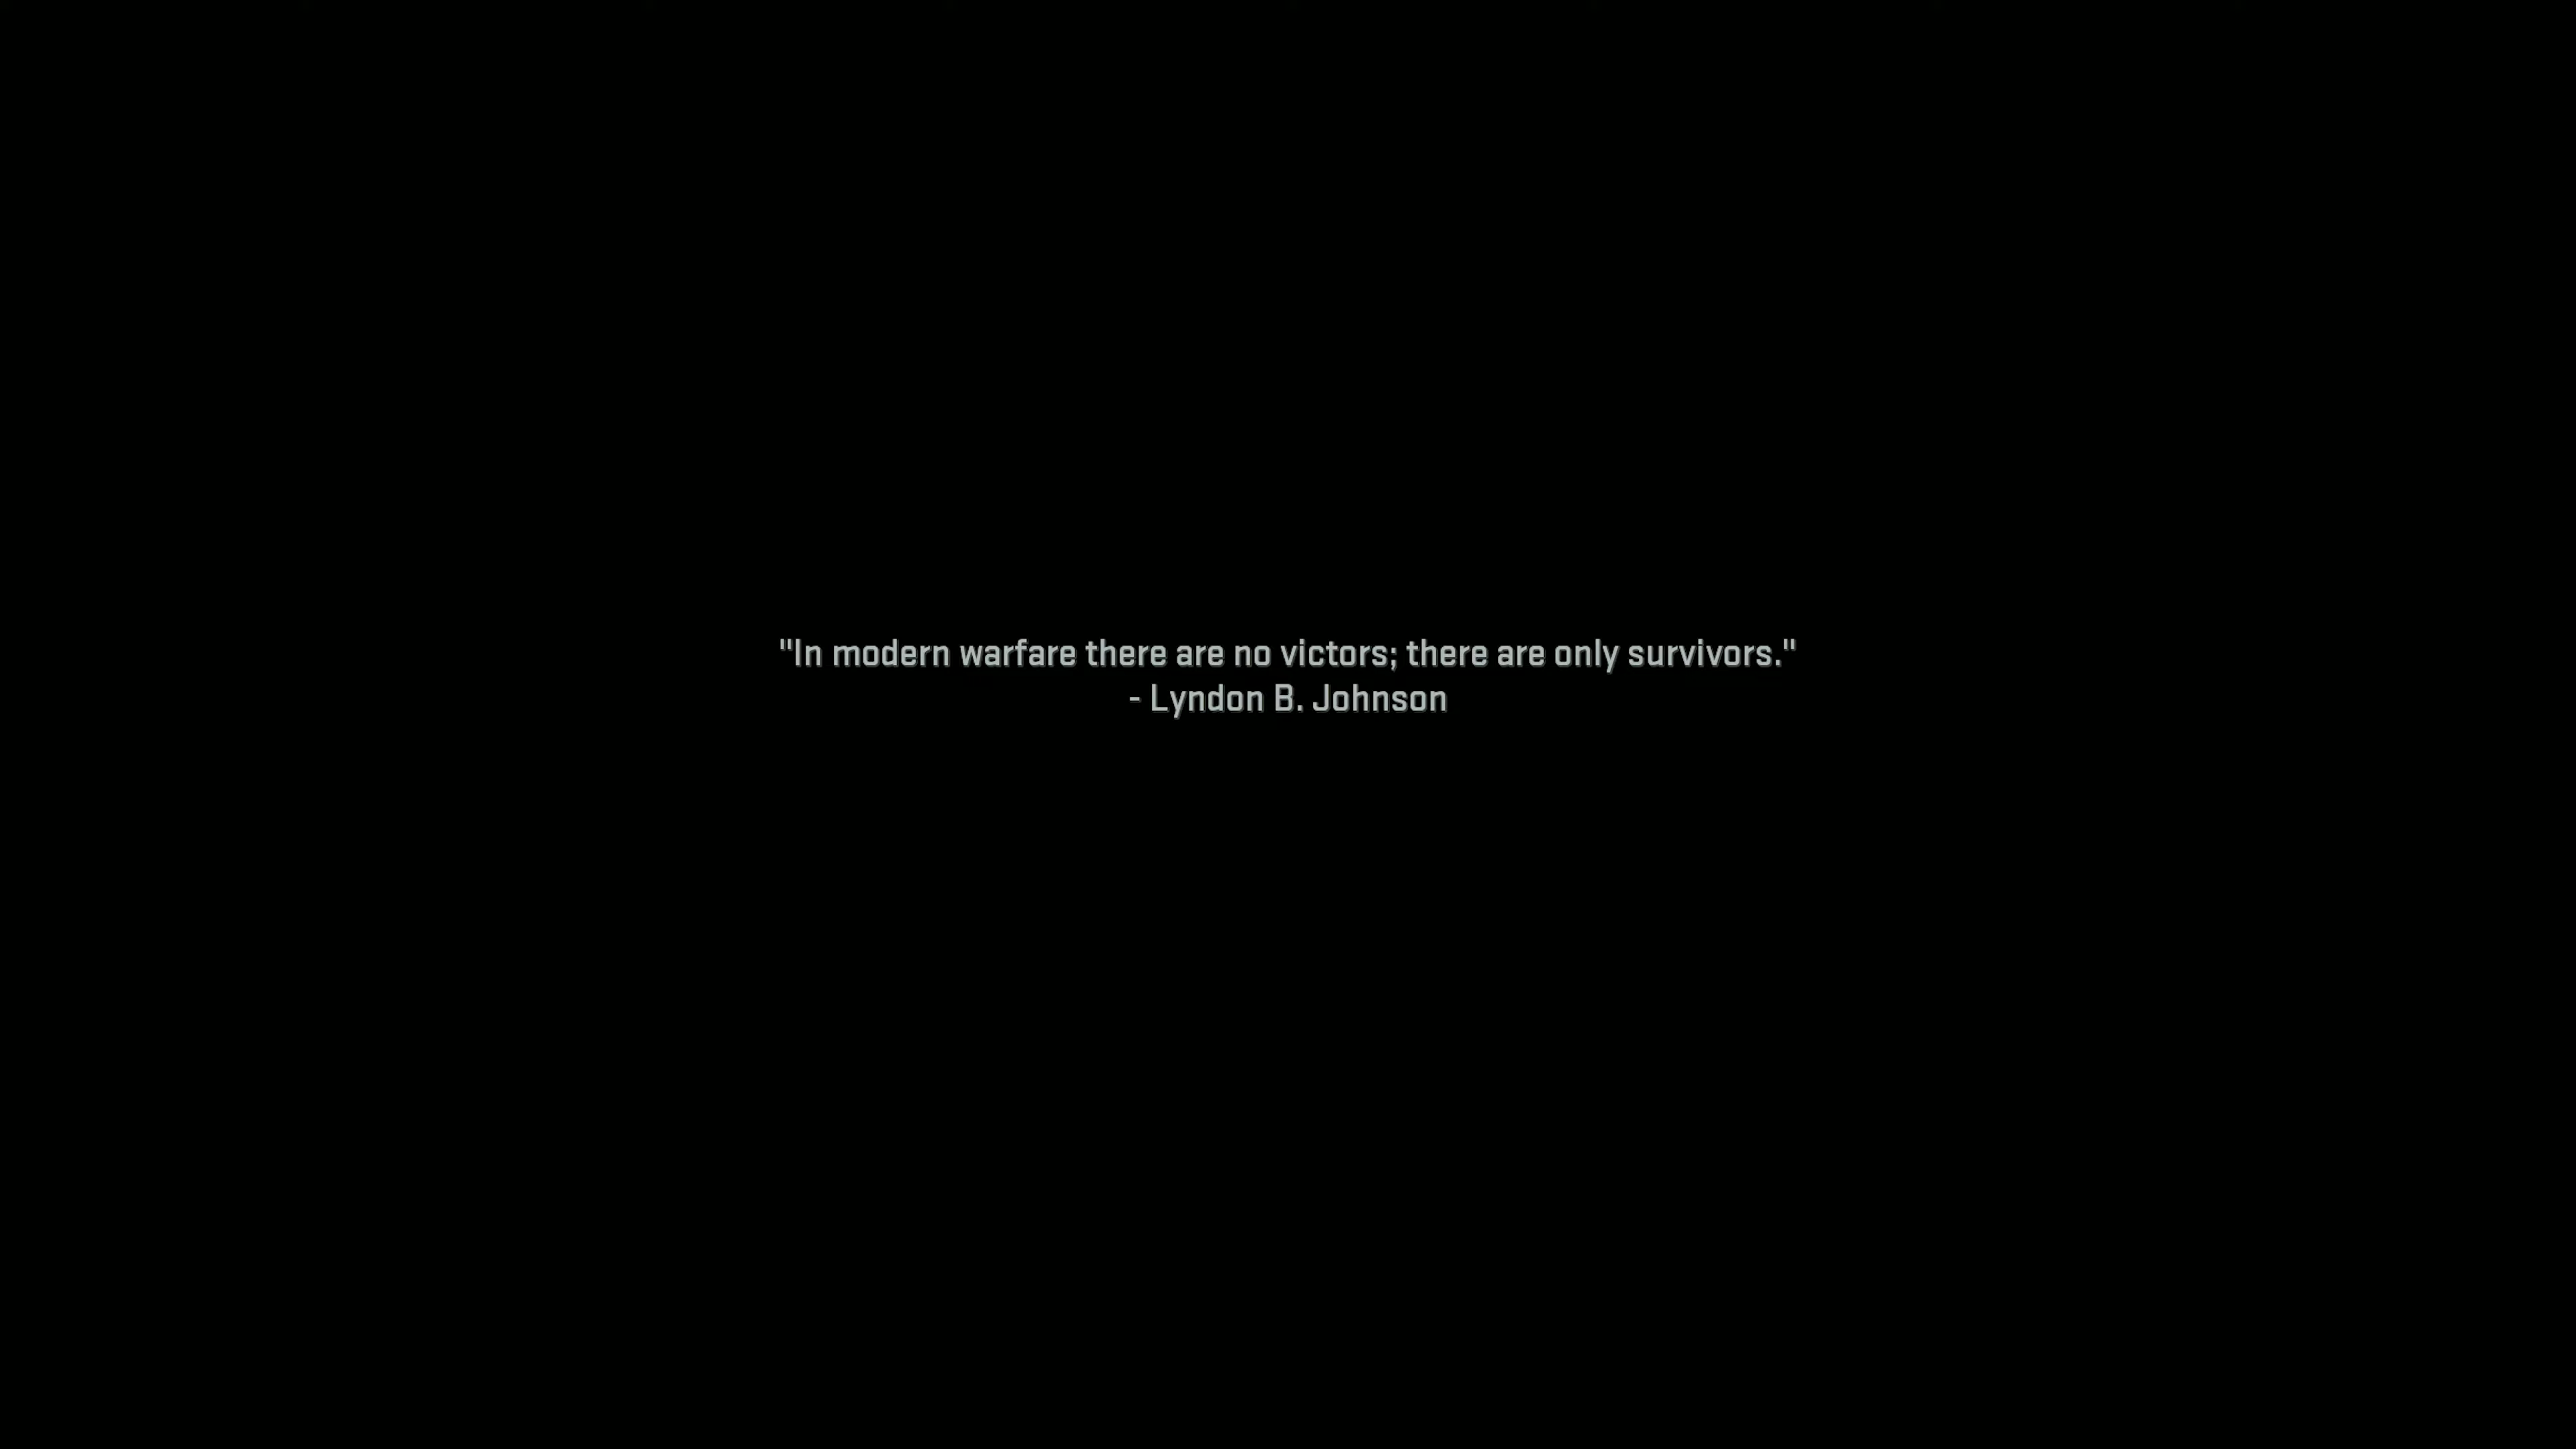 "In modern warfare there are no victors; there are only survivors."
- Lyndon B. Johnson